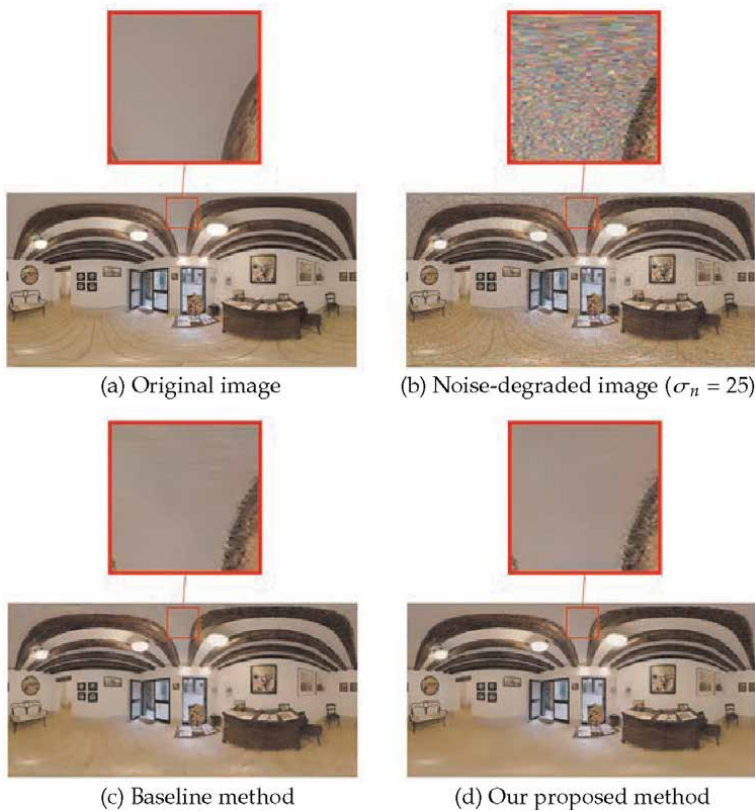 (a) Original image
(b) Noise-degraded image (σₙ = 25)
(c) Baseline method
(d) Our proposed method